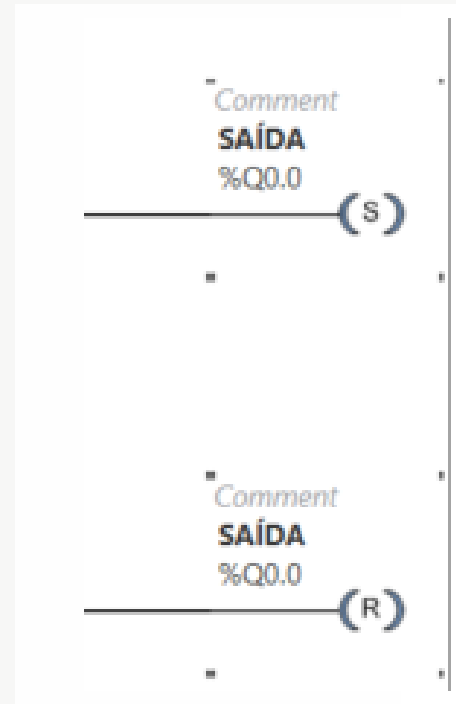 Comment
SAÍDA
%Q0.0
(S)
Comment
SAÍDA
%Q0.0
(R)